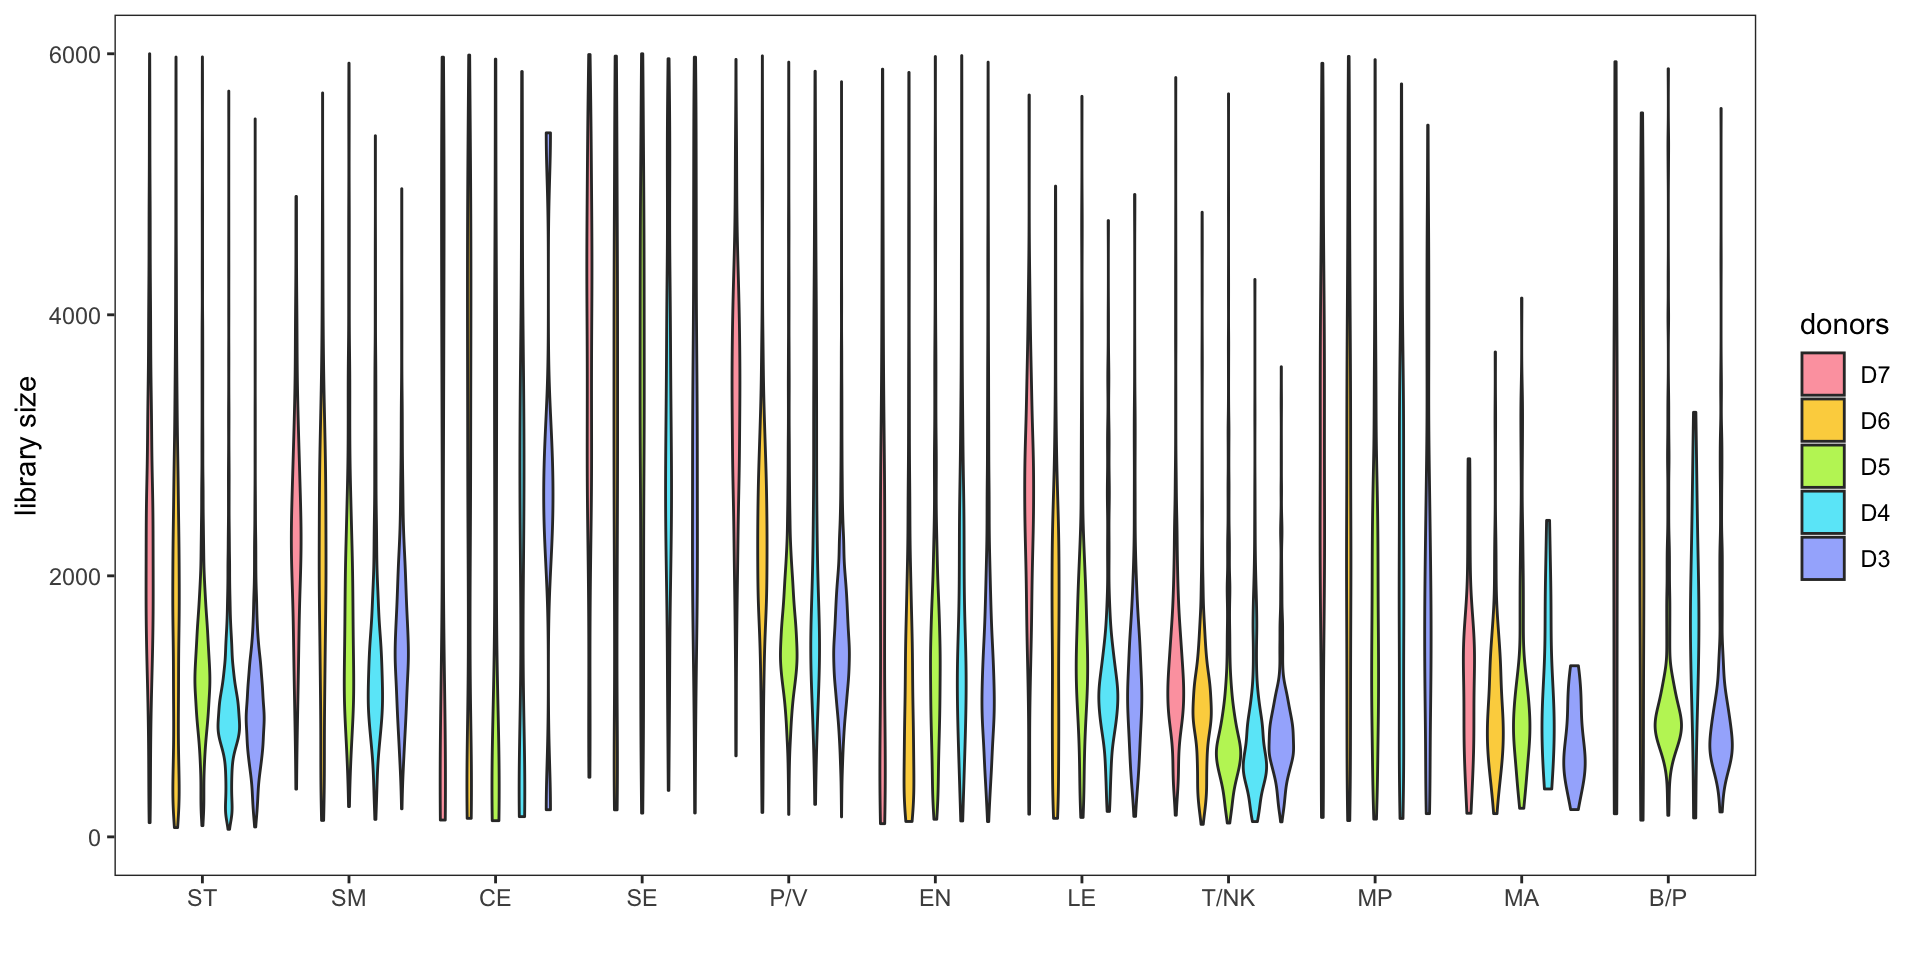 library size
6000
4000
2000
0
ST SM CE SE P/V EN LE T/NK MP MA B/P
donors
D7
D6
D5
D4
D3